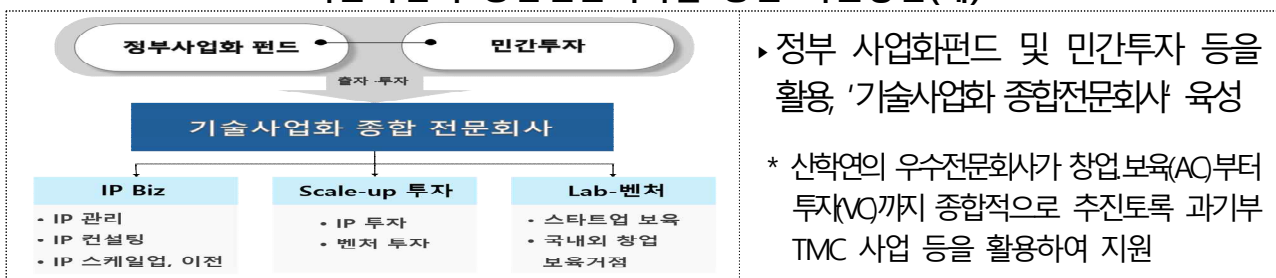 정부사업화 펀드
민간투자
출자·투자
기술사업화 종합 전문회사
IP Biz
• IP 관리
• IP 컨설팅
• IP 스케일업, 이전
Scale-up 투자
• IP 투자
• 벤처 투자
Lab-벤처
• 스타트업 보육
• 국내외 창업
보육거점
▸정부 사업화펀드 및 민간투자 등을
활용, '기술사업화 종합전문회사' 육성
* 산학연의 우수전문회사가 창업.보육(AC)부터
투자(VC)까지 종합적으로 추진토록 과기부
TMC 사업 등을 활용하여 지원